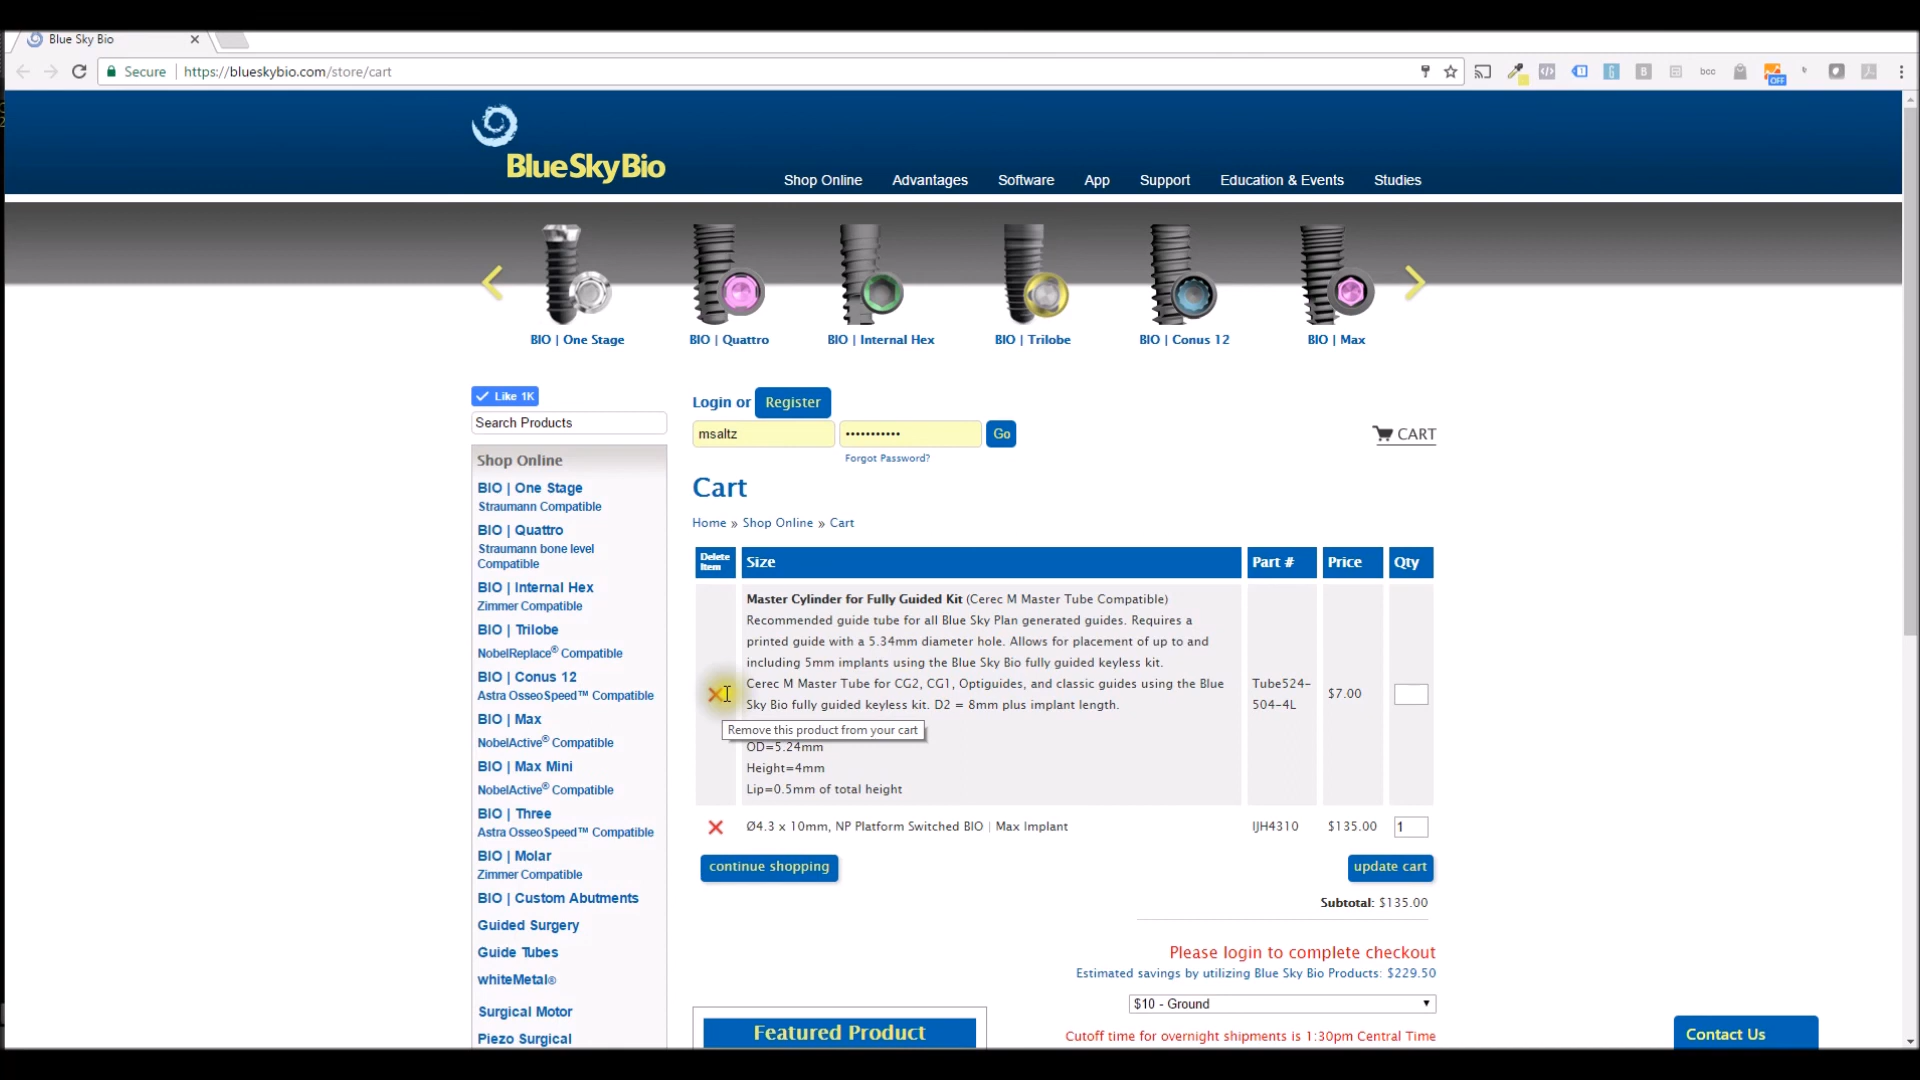 Blue Sky Bio
Secure
https://blueskybio.com/store/cart
boo
OFF
BlueSkyBio
Shop Online
Advantages
Software
App
Support
Education & Events
Studies
BIO | One Stage
BIO | Quattro
BIO | Internal Hex
BIO | Trilobe
BIO | Conus 12
BIO | Max
Like 1K
Search Products
Login or Register
msaltz
•••••••••••
Go
Forgot Password?
CART
Shop Online
BIO | One Stage
Straumann Compatible
BIO | Quattro
Straumann bone level
Compatible
BIO | Internal Hex
Zimmer Compatible
BIO | Trilobe
NobelReplace® Compatible
BIO | Conus 12
Astra OsseoSpeed™ Compatible
BIO | Max
NobelActive® Compatible
BIO | Max Mini
NobelActive® Compatible
BIO | Three
Astra OsseoSpeed™ Compatible
BIO | Molar
Zimmer Compatible
BIO | Custom Abutments
Guided Surgery
Guide Tubes
whiteMetal®
Surgical Motor
Piezo Surgical
Cart
Home » Shop Online » Cart
Delete
Item
Size
Part #
Price
Qty
Master Cylinder for Fully Guided Kit (Cerec M Master Tube Compatible)
Recommended guide tube for all Blue Sky Plan generated guides. Requires a
printed guide with a 5.34mm diameter hole. Allows for placement of up to and
including 5mm implants using the Blue Sky Bio fully guided keyless kit.
Cerec M Master Tube for CG2, CG1, Optiguides, and classic guides using the Blue
Sky Bio fully guided keyless kit. D2 = 8mm plus implant length.
Remove this product from your cart
OD=5.24mm
Height=4mm
Lip=0.5mm of total height
Tube524-
504-4L
$7.00
Ø4.3 x 10mm, NP Platform Switched BIO | Max Implant
IJH4310
$135.00
1
continue shopping
update cart
Subtotal: $135.00
Please login to complete checkout
Estimated savings by utilizing Blue Sky Bio Products: $229.50
$10 - Ground
Cutoff time for overnight shipments is 1:30pm Central Time
Featured Product
Contact Us